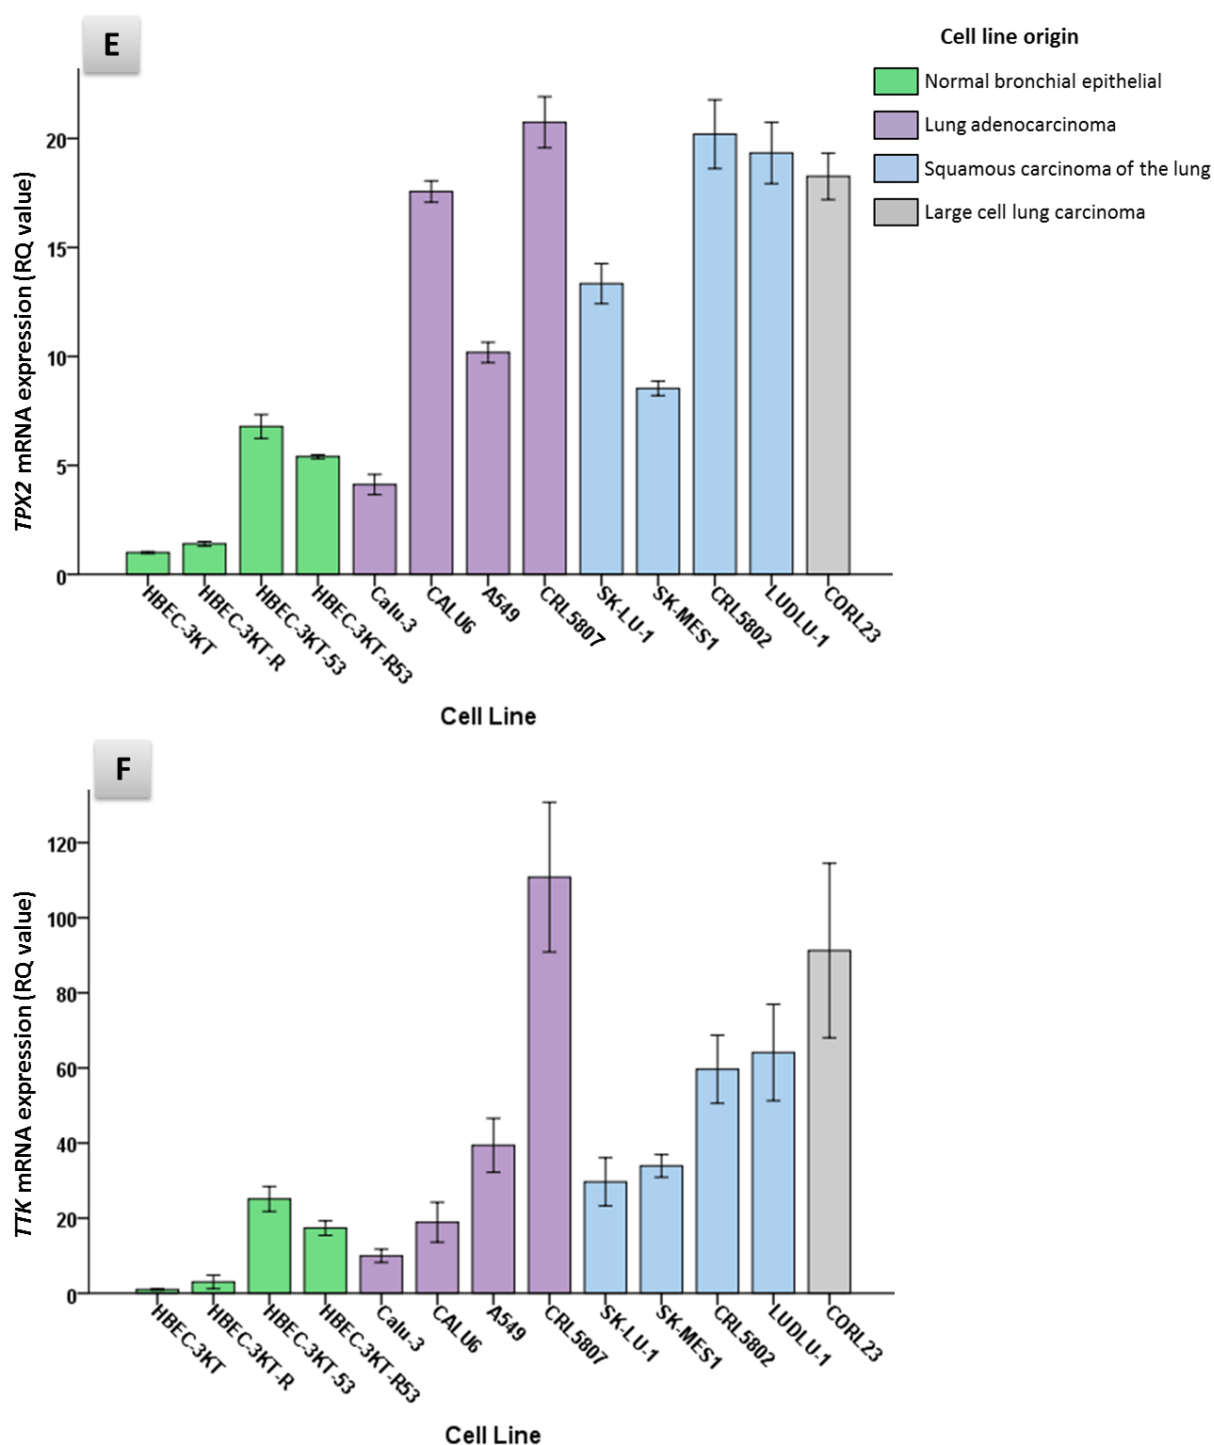 E
Cell line origin
Normal bronchial epithelial
Lung adenocarcinoma
Squamous carcinoma of the lung
Large cell lung carcinoma
TPX2 mRNA expression (RQ value)
20
15
10
5
0
HBEC-3KT
HBEC-3KT-R
HBEC-3KT-53
HBEC-3KT-R53
Calu-3
CALU6
A549
CRL5807
SK-LU-1
SK-MES1
CRL5802
LUDLU-1
CORL23
Cell Line
F
TTK mRNA expression (RQ value)
120
100
80
60
40
20
0
HBEC-3KT
HBEC-3KT-R
HBEC-3KT-53
HBEC-3KT-R53
Calu-3
CALU6
A549
CRL5807
SK-LU-1
SK-MES1
CRL5802
LUDLU-1
CORL23
Cell Line